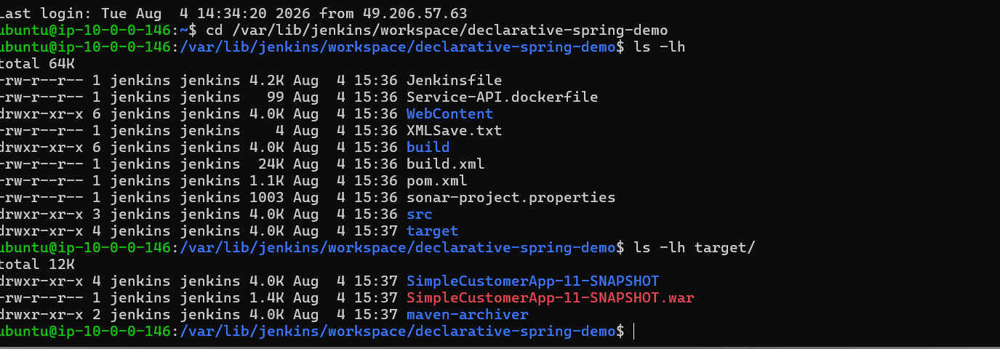 Last login: Tue Aug  4 14:34:20 2026 from 49.206.57.63
ubuntu@ip-10-0-0-146:~$ cd /var/lib/jenkins/workspace/declarative-spring-demo
ubuntu@ip-10-0-0-146:/var/lib/jenkins/workspace/declarative-spring-demo$ ls -lh
total 64K
-rw-r--r-- 1 jenkins jenkins 4.2K Aug  4 15:36 Jenkinsfile
-rw-r--r-- 1 jenkins jenkins   99 Aug  4 15:36 Service-API.dockerfile
drwxr-xr-x 6 jenkins jenkins 4.0K Aug  4 15:36 WebContent
-rw-r--r-- 1 jenkins jenkins    4 Aug  4 15:36 XMLSave.txt
drwxr-xr-x 6 jenkins jenkins 4.0K Aug  4 15:36 build
-rw-r--r-- 1 jenkins jenkins  24K Aug  4 15:36 build.xml
-rw-r--r-- 1 jenkins jenkins 1.1K Aug  4 15:36 pom.xml
-rw-r--r-- 1 jenkins jenkins 1003 Aug  4 15:36 sonar-project.properties
drwxr-xr-x 3 jenkins jenkins 4.0K Aug  4 15:36 src
drwxr-xr-x 4 jenkins jenkins 4.0K Aug  4 15:37 target
ubuntu@ip-10-0-0-146:/var/lib/jenkins/workspace/declarative-spring-demo$ ls -lh target/
total 12K
drwxr-xr-x 4 jenkins jenkins 4.0K Aug  4 15:37 SimpleCustomerApp-11-SNAPSHOT
-rw-r--r-- 1 jenkins jenkins 1.4K Aug  4 15:37 SimpleCustomerApp-11-SNAPSHOT.war
drwxr-xr-x 2 jenkins jenkins 4.0K Aug  4 15:37 maven-archiver
ubuntu@ip-10-0-0-146:/var/lib/jenkins/workspace/declarative-spring-demo$